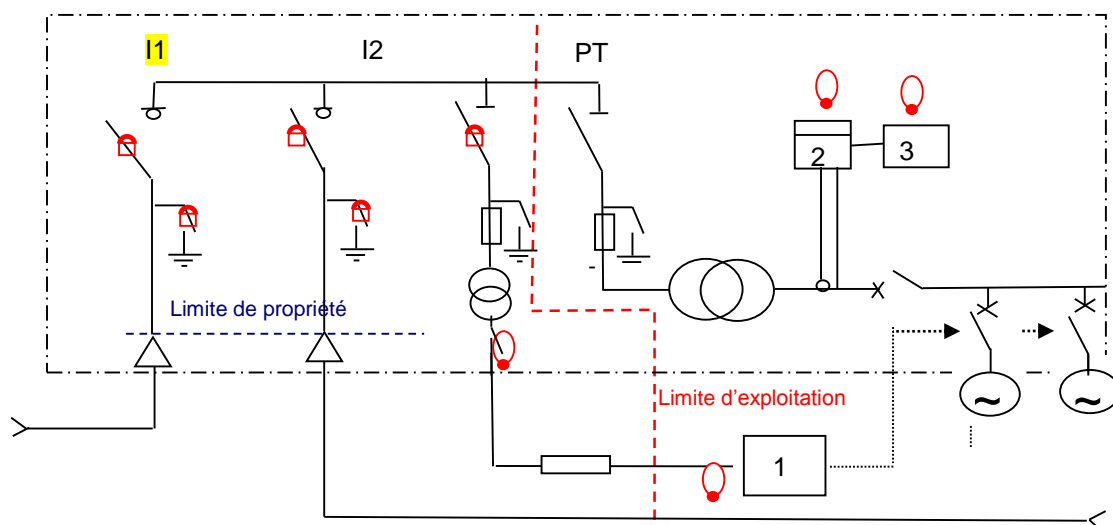 I1
I2
PT
2
3
Limite de propriété
Limite d'exploitation
1